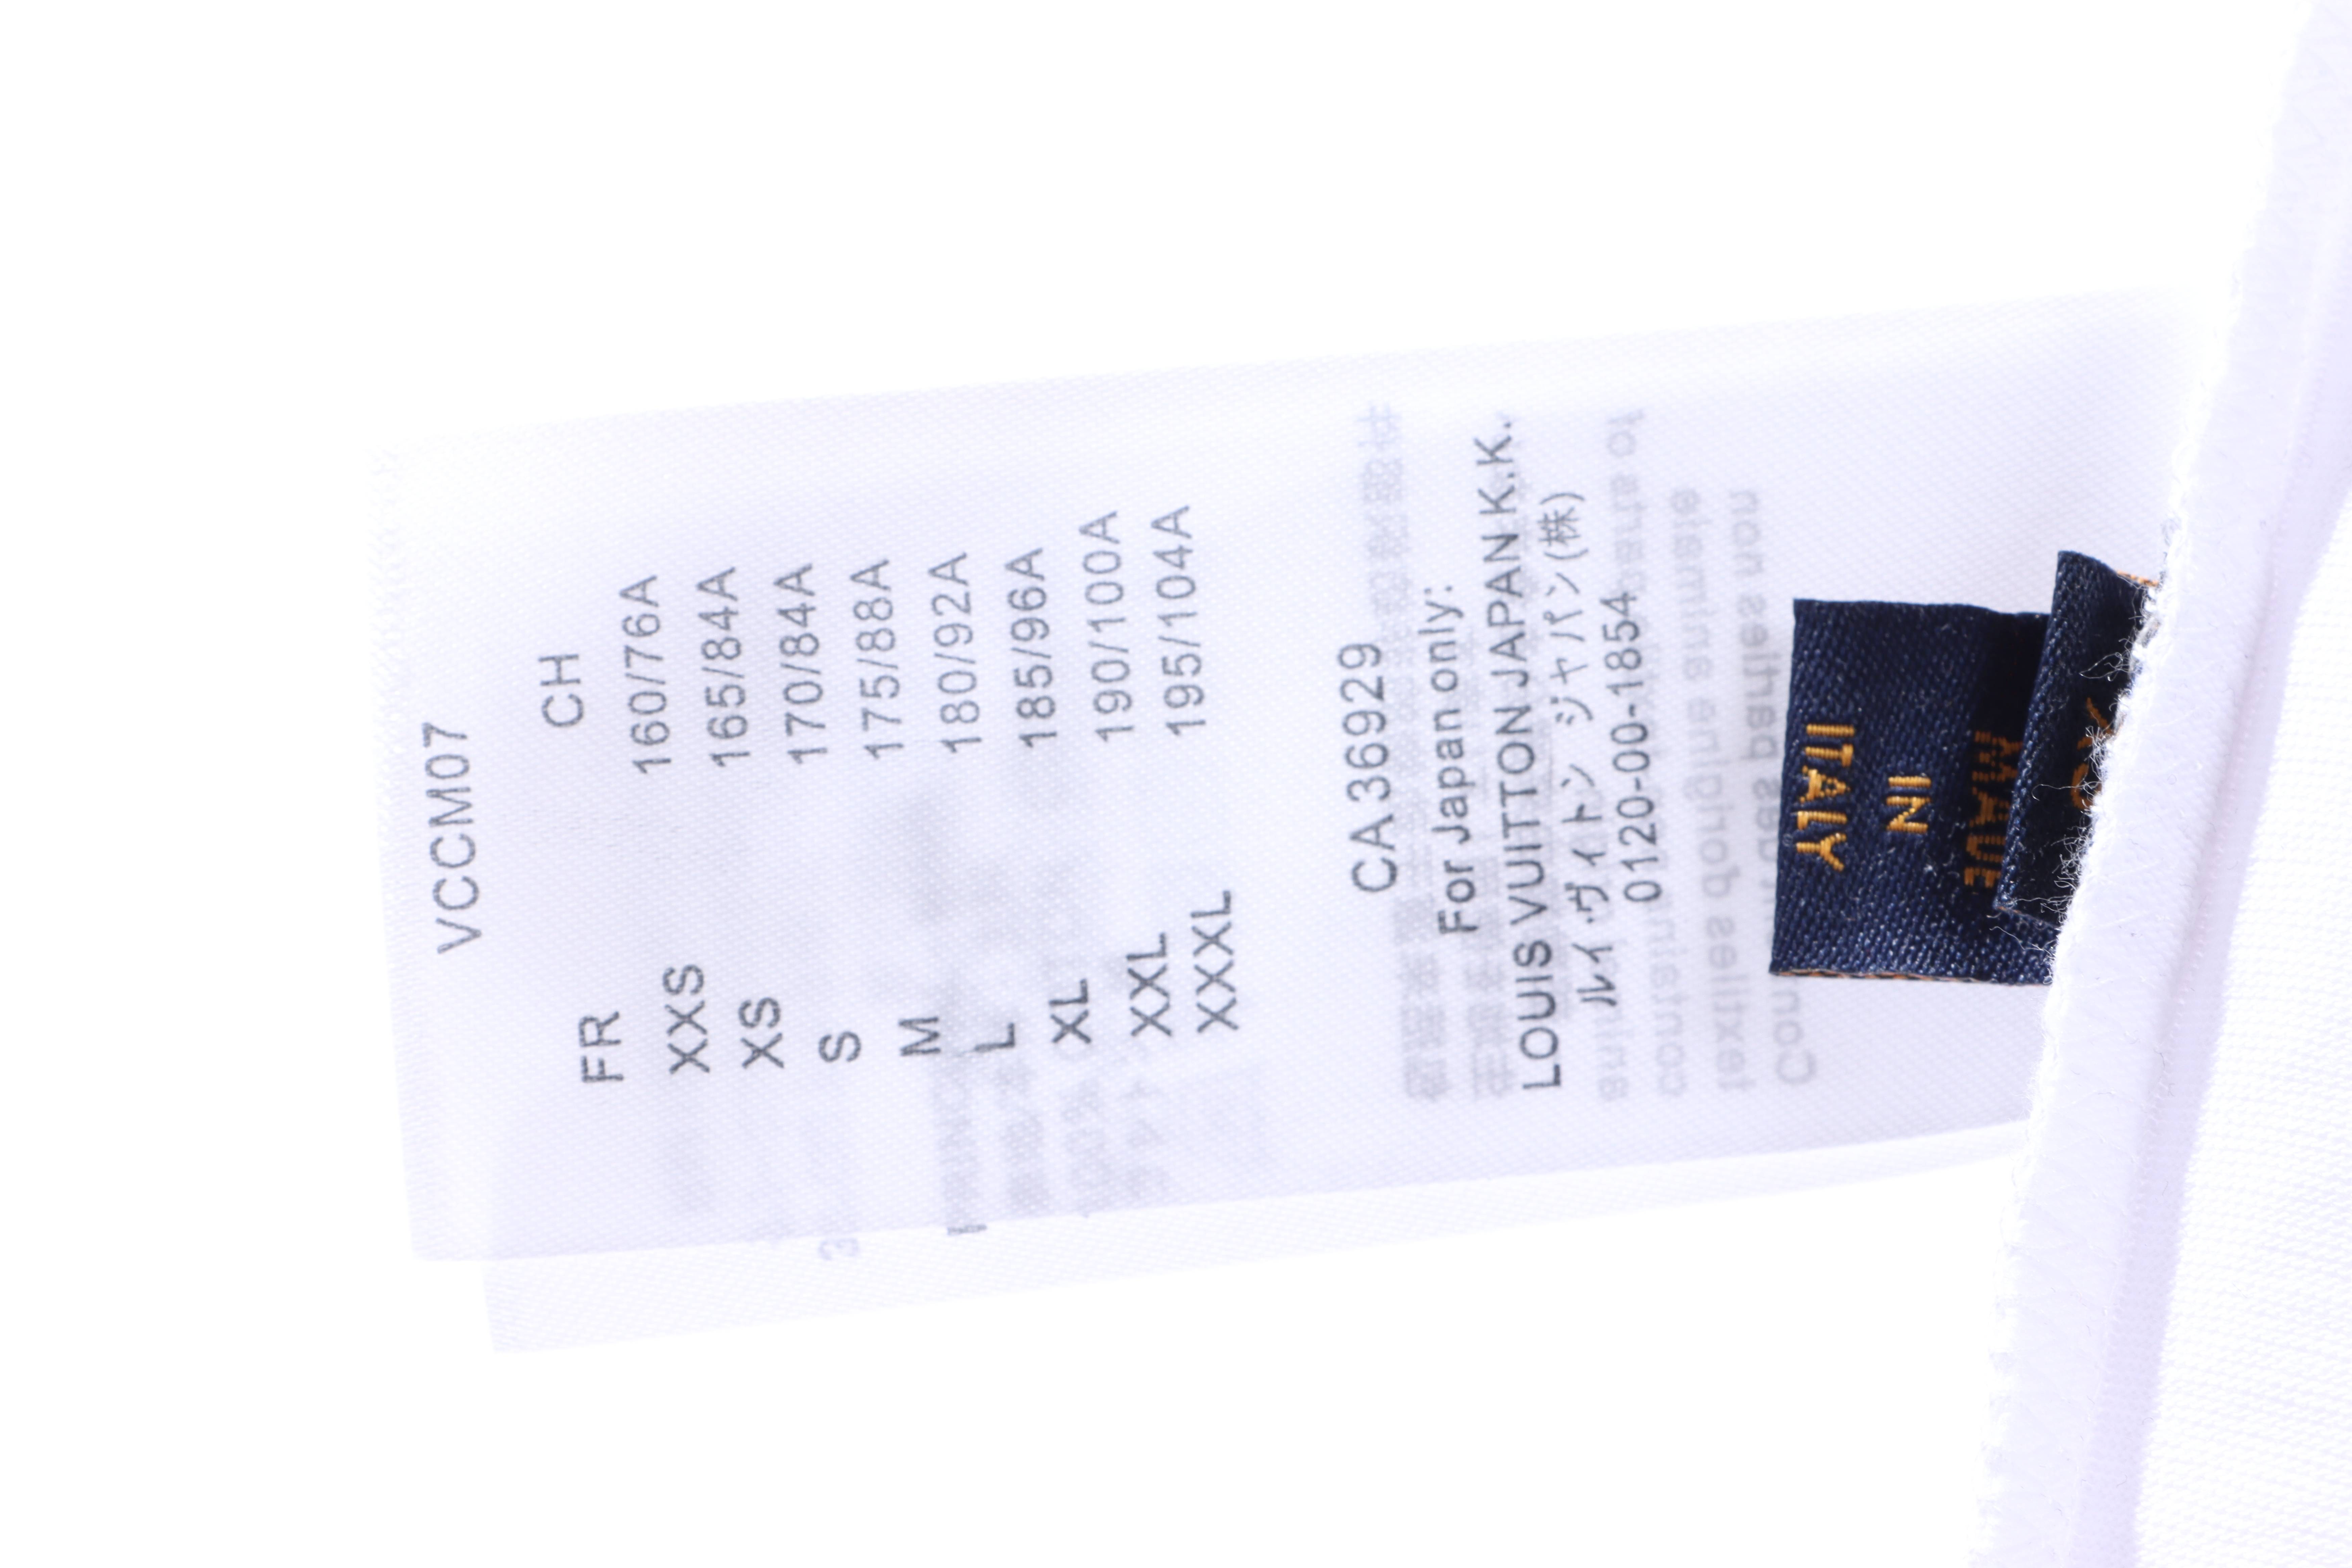 VCCM07
FR CH
XXS 160/76A
XS 165/84A
S 170/84A
M 175/88A
L 180/92A
XL 185/96A
XXL 190/100A
XXXL 195/104A
CA 36929
For Japan only:
LOUIS VUITTON JAPAN K.K.
ルイ·ヴィトン ジャパン(株)
0120-00-1854
MADE
IN
ITALY